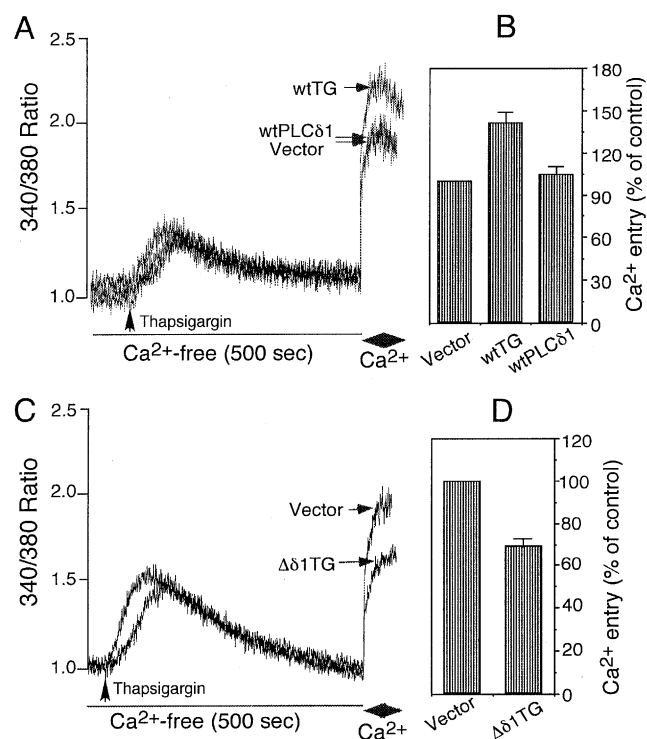 A
340/380 Ratio
2.5
2.0
1.5
1.0
wtTG
wtPLCδ1
Vector
Thapsigargin
Ca2+-free (500 sec)
Ca2+
B
180
150
120
90
60
30
0
Ca2+ entry (% of control)
Vector
wtTG
wtPLCδ1
C
340/380 Ratio
2.5
2.0
1.5
1.0
Vector
Δδ1TG
Thapsigargin
Ca2+-free (500 sec)
Ca2+
D
120
100
80
60
40
20
0
Ca2+ entry (% of control)
Vector
Δδ1TG